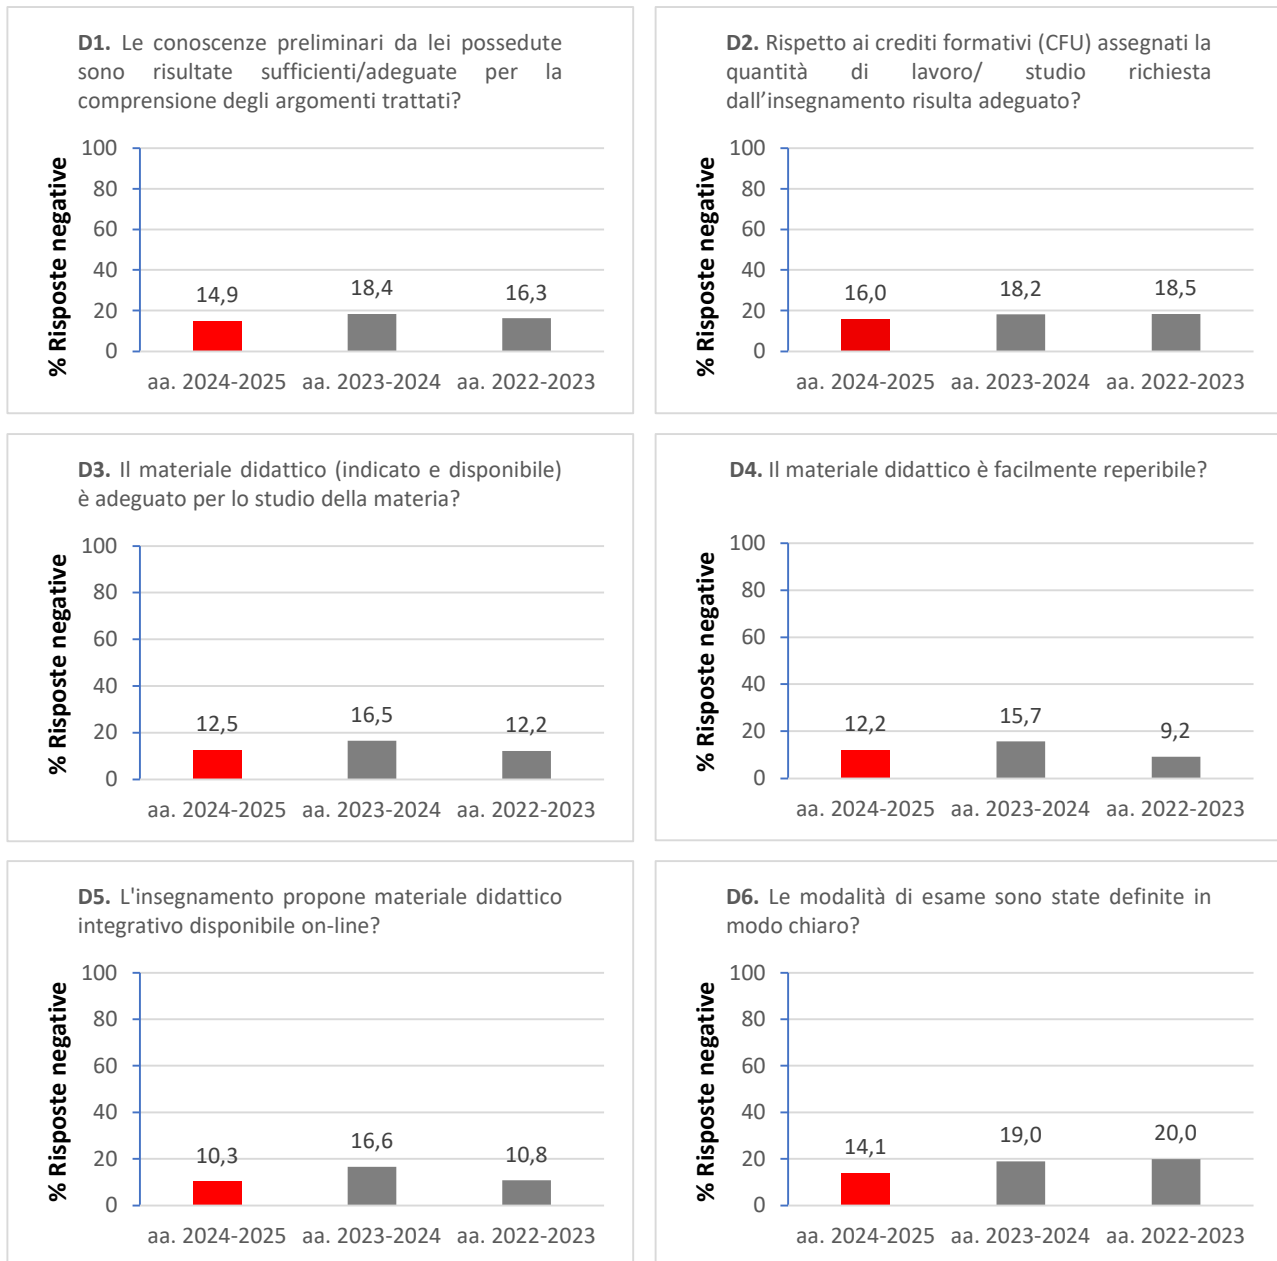 D1. Le conoscenze preliminari da lei possedute
sono risultate sufficienti/adeguate per la
comprensione degli argomenti trattati?
% Risposte negative
100
80
60
40
20
0
14,9
18,4
16,3
aa. 2024-2025 aa. 2023-2024 aa. 2022-2023
D2. Rispetto ai crediti formativi (CFU) assegnati la
quantità di lavoro/ studio richiesta
dall’insegnamento risulta adeguato?
% Risposte negative
100
80
60
40
20
0
16,0
18,2
18,5
aa. 2024-2025 aa. 2023-2024 aa. 2022-2023
D3. Il materiale didattico (indicato e disponibile)
è adeguato per lo studio della materia?
% Risposte negative
100
80
60
40
20
0
12,5
16,5
12,2
aa. 2024-2025 aa. 2023-2024 aa. 2022-2023
D4. Il materiale didattico è facilmente reperibile?
% Risposte negative
100
80
60
40
20
0
12,2
15,7
9,2
aa. 2024-2025 aa. 2023-2024 aa. 2022-2023
D5. L'insegnamento propone materiale didattico
integrativo disponibile on-line?
% Risposte negative
100
80
60
40
20
0
10,3
16,6
10,8
aa. 2024-2025 aa. 2023-2024 aa. 2022-2023
D6. Le modalità di esame sono state definite in
modo chiaro?
% Risposte negative
100
80
60
40
20
0
14,1
19,0
20,0
aa. 2024-2025 aa. 2023-2024 aa. 2022-2023